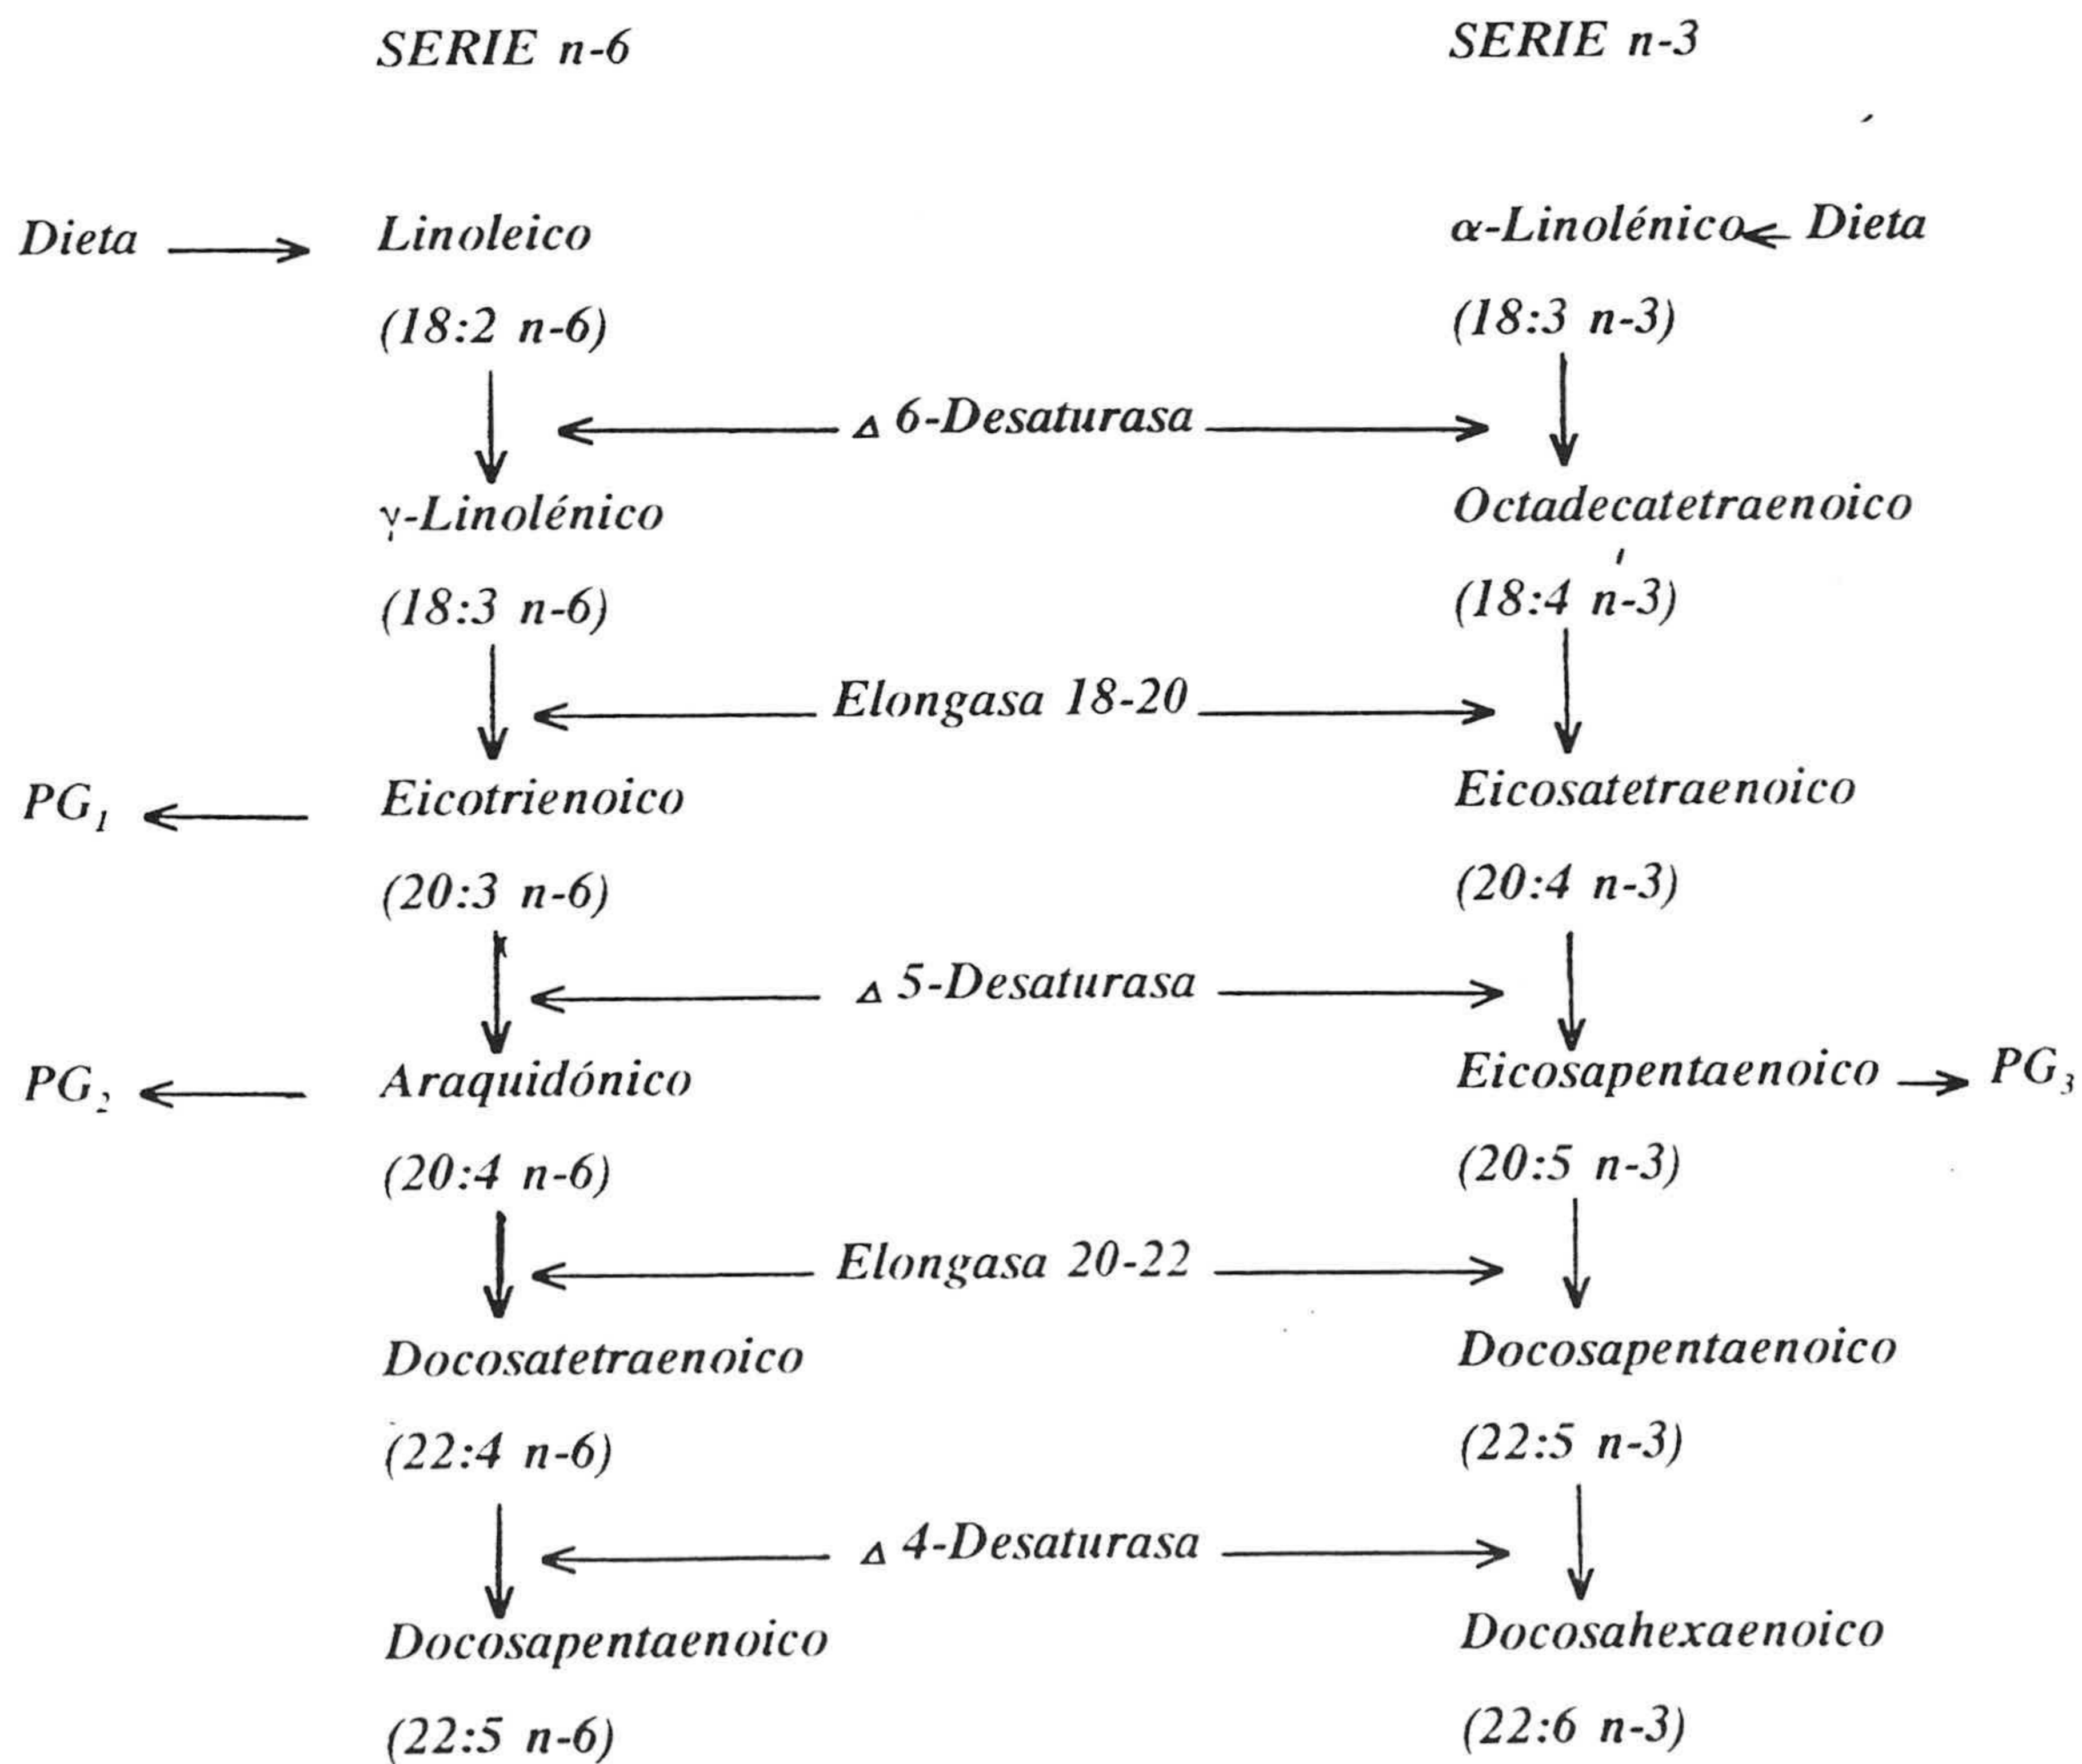 SERIE n-6 SERIE n-3
Dieta → Linoleico α-Linolénico ← Dieta
(18:2 n-6) (18:3 n-3)
← Δ 6-Desaturasa →
γ-Linolénico Octadecatetraenoico
(18:3 n-6) (18:4 n-3)
← Elongasa 18-20 →
PG₁ ← Eicotrienoico Eicosatetraenoico
(20:3 n-6) (20:4 n-3)
← Δ 5-Desaturasa →
PG₂ ← Araquidónico Eicosapentaenoico → PG₃
(20:4 n-6) (20:5 n-3)
← Elongasa 20-22 →
Docosatetraenoico Docosapentaenoico
(22:4 n-6) (22:5 n-3)
← Δ 4-Desaturasa →
Docosapentaenoico Docosahexaenoico
(22:5 n-6) (22:6 n-3)